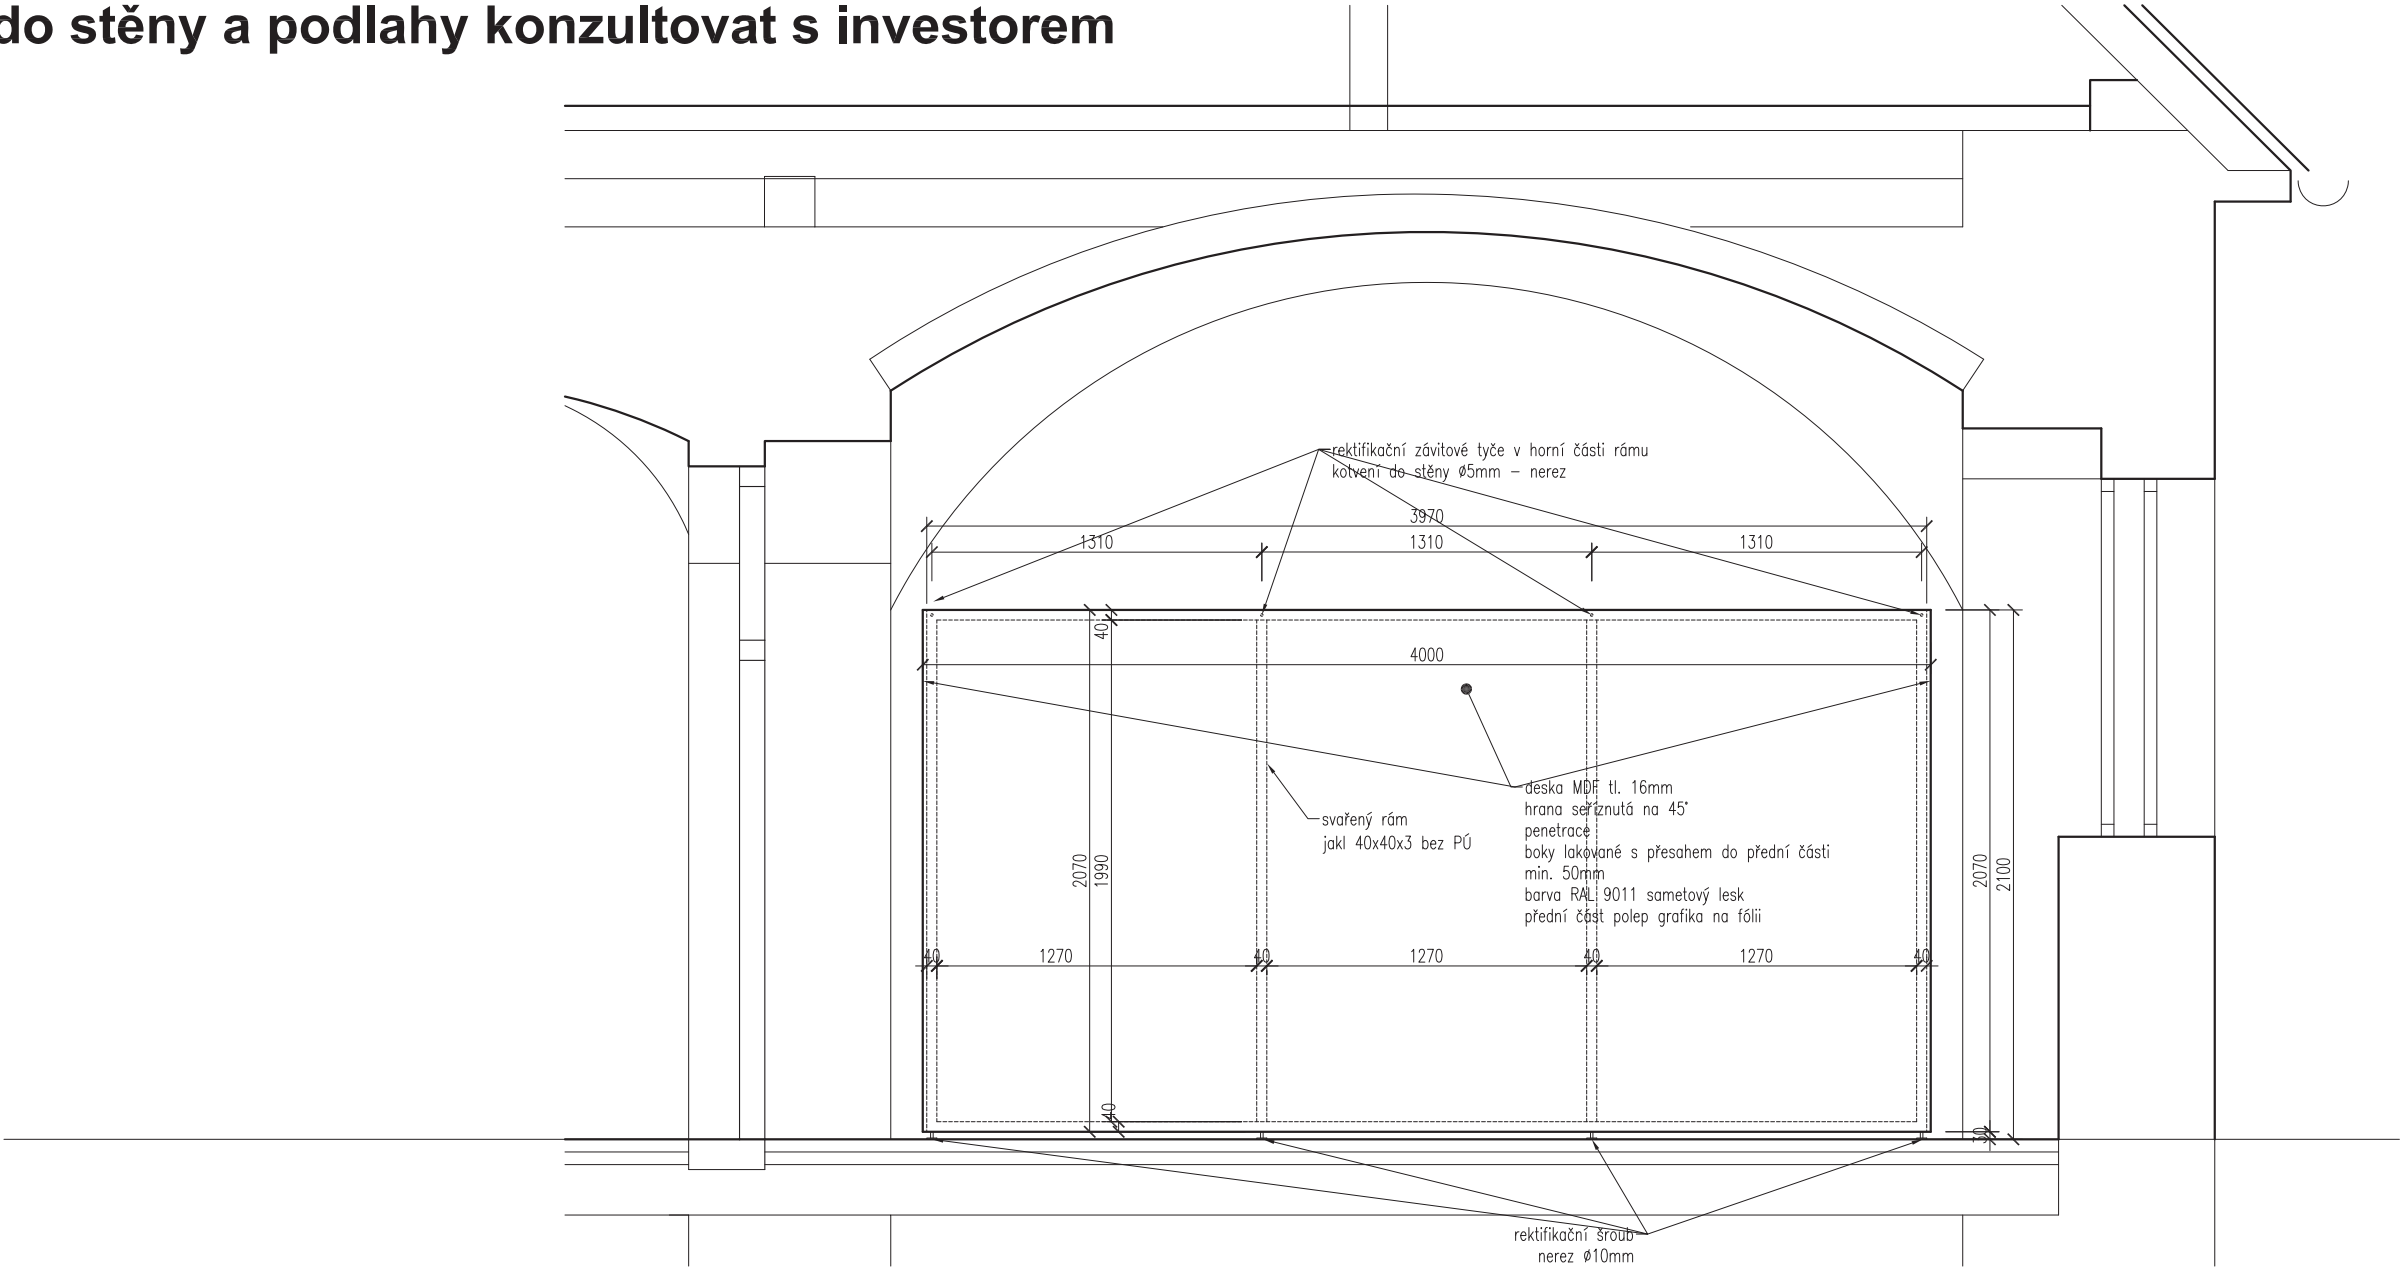 do stěny a podlahy konzultovat s investorem
rektifikační závitové tyče v horní části rámu
kotvení do stěny ø5mm – nerez
3970
1310
1310
1310
40
4000
deska MDF tl. 16mm
hrana seříznutá na 45°
penetrace
boky lakované s přesahem do přední části
min. 50mm
barva RAL 9011 sametový lesk
přední část polep grafika na fólii
svařený rám
jakl 40x40x3 bez PÚ
2070
1990
2070
2100
40
1270
40
1270
40
1270
40
40
30
rektifikační šroub
nerez ø10mm